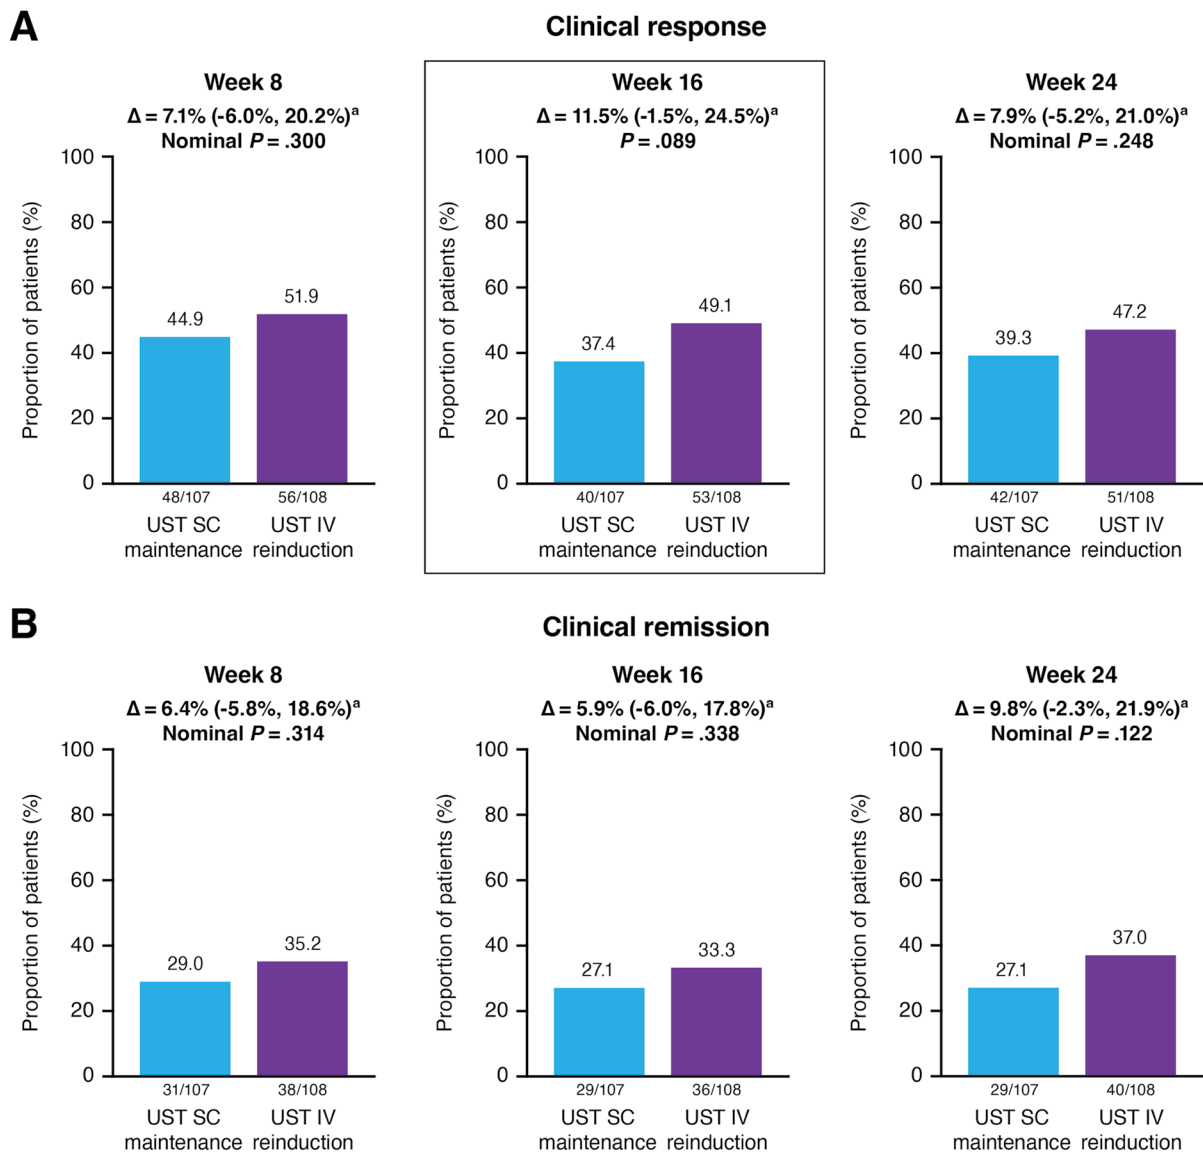 A
Clinical response
Week 8
Δ = 7.1% (-6.0%, 20.2%)ª
Nominal P = .300
100
80
60
40
20
0
Proportion of patients (%)
44.9
51.9
48/107
56/108
UST SC
maintenance
UST IV
reinduction
Week 16
Δ = 11.5% (-1.5%, 24.5%)ª
P = .089
100
80
60
40
20
0
Proportion of patients (%)
37.4
49.1
40/107
53/108
UST SC
maintenance
UST IV
reinduction
Week 24
Δ = 7.9% (-5.2%, 21.0%)ª
Nominal P = .248
100
80
60
40
20
0
Proportion of patients (%)
39.3
47.2
42/107
51/108
UST SC
maintenance
UST IV
reinduction
B
Clinical remission
Week 8
Δ = 6.4% (-5.8%, 18.6%)ª
Nominal P = .314
100
80
60
40
20
0
Proportion of patients (%)
29.0
35.2
31/107
38/108
UST SC
maintenance
UST IV
reinduction
Week 16
Δ = 5.9% (-6.0%, 17.8%)ª
Nominal P = .338
100
80
60
40
20
0
Proportion of patients (%)
27.1
33.3
29/107
36/108
UST SC
maintenance
UST IV
reinduction
Week 24
Δ = 9.8% (-2.3%, 21.9%)ª
Nominal P = .122
100
80
60
40
20
0
Proportion of patients (%)
27.1
37.0
29/107
40/108
UST SC
maintenance
UST IV
reinduction